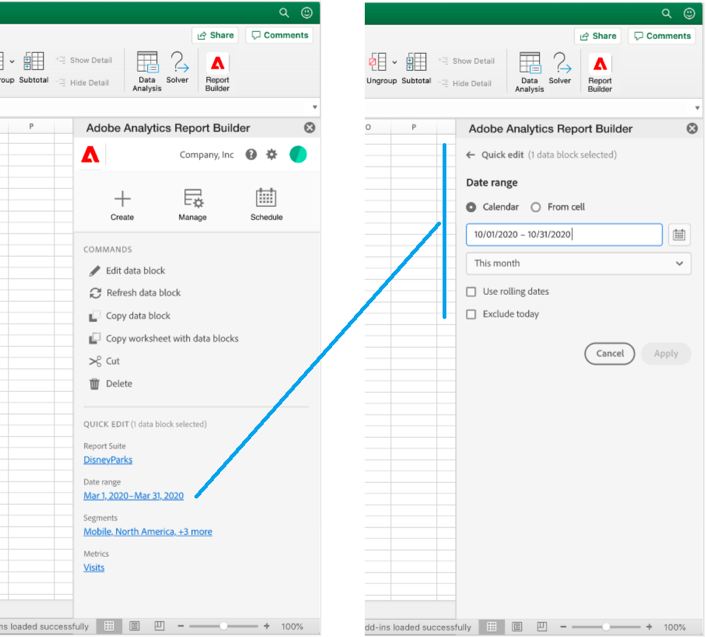 Share
Comments
roup
Subtotal
Show Detail
Hide Detail
Data
Analysis
Solver
Report
Builder
P
Adobe Analytics Report Builder
Company, Inc
Create
Manage
Schedule
COMMANDS
Edit data block
Refresh data block
Copy data block
Copy worksheet with data blocks
Cut
Delete
QUICK EDIT (1 data block selected)
Report Suite
DisneyParks
Date range
Mar 1, 2020–Mar 31, 2020
Segments
Mobile, North America, +3 more
Metrics
Visits
ns loaded successfully
100%
Share
Comments
Ungroup
Subtotal
Show Detail
Hide Detail
Data
Analysis
Solver
Report
Builder
O
P
Adobe Analytics Report Builder
Quick edit (1 data block selected)
Date range
Calendar
From cell
10/01/2020 – 10/31/2020
This month
Use rolling dates
Exclude today
Cancel
Apply
dd-ins loaded successfully
100%